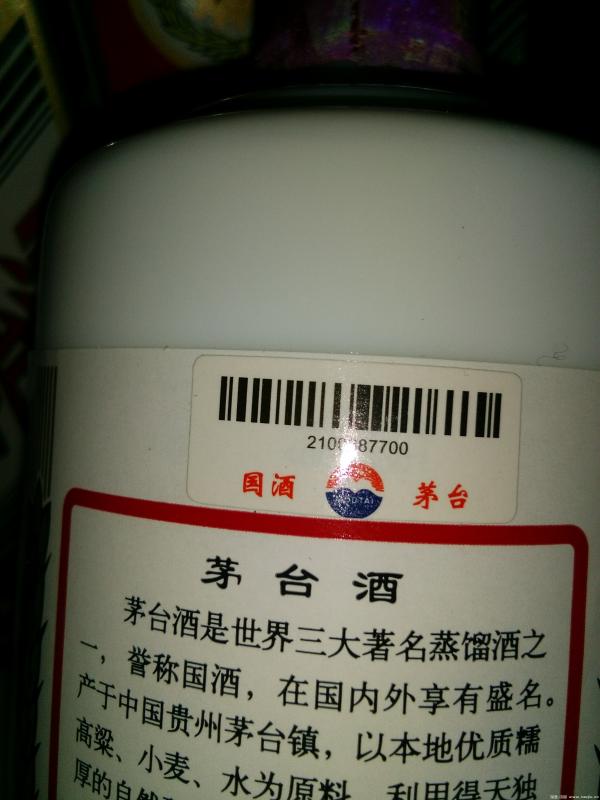 国酒 茅台
茅台酒
茅台酒是世界三大著名蒸馏酒之
一，誉称国酒，在国内外享有盛名。
产于中国贵州茅台镇，以本地优质糯
高粱、小麦、水为原料，利用得天独
厚的自然